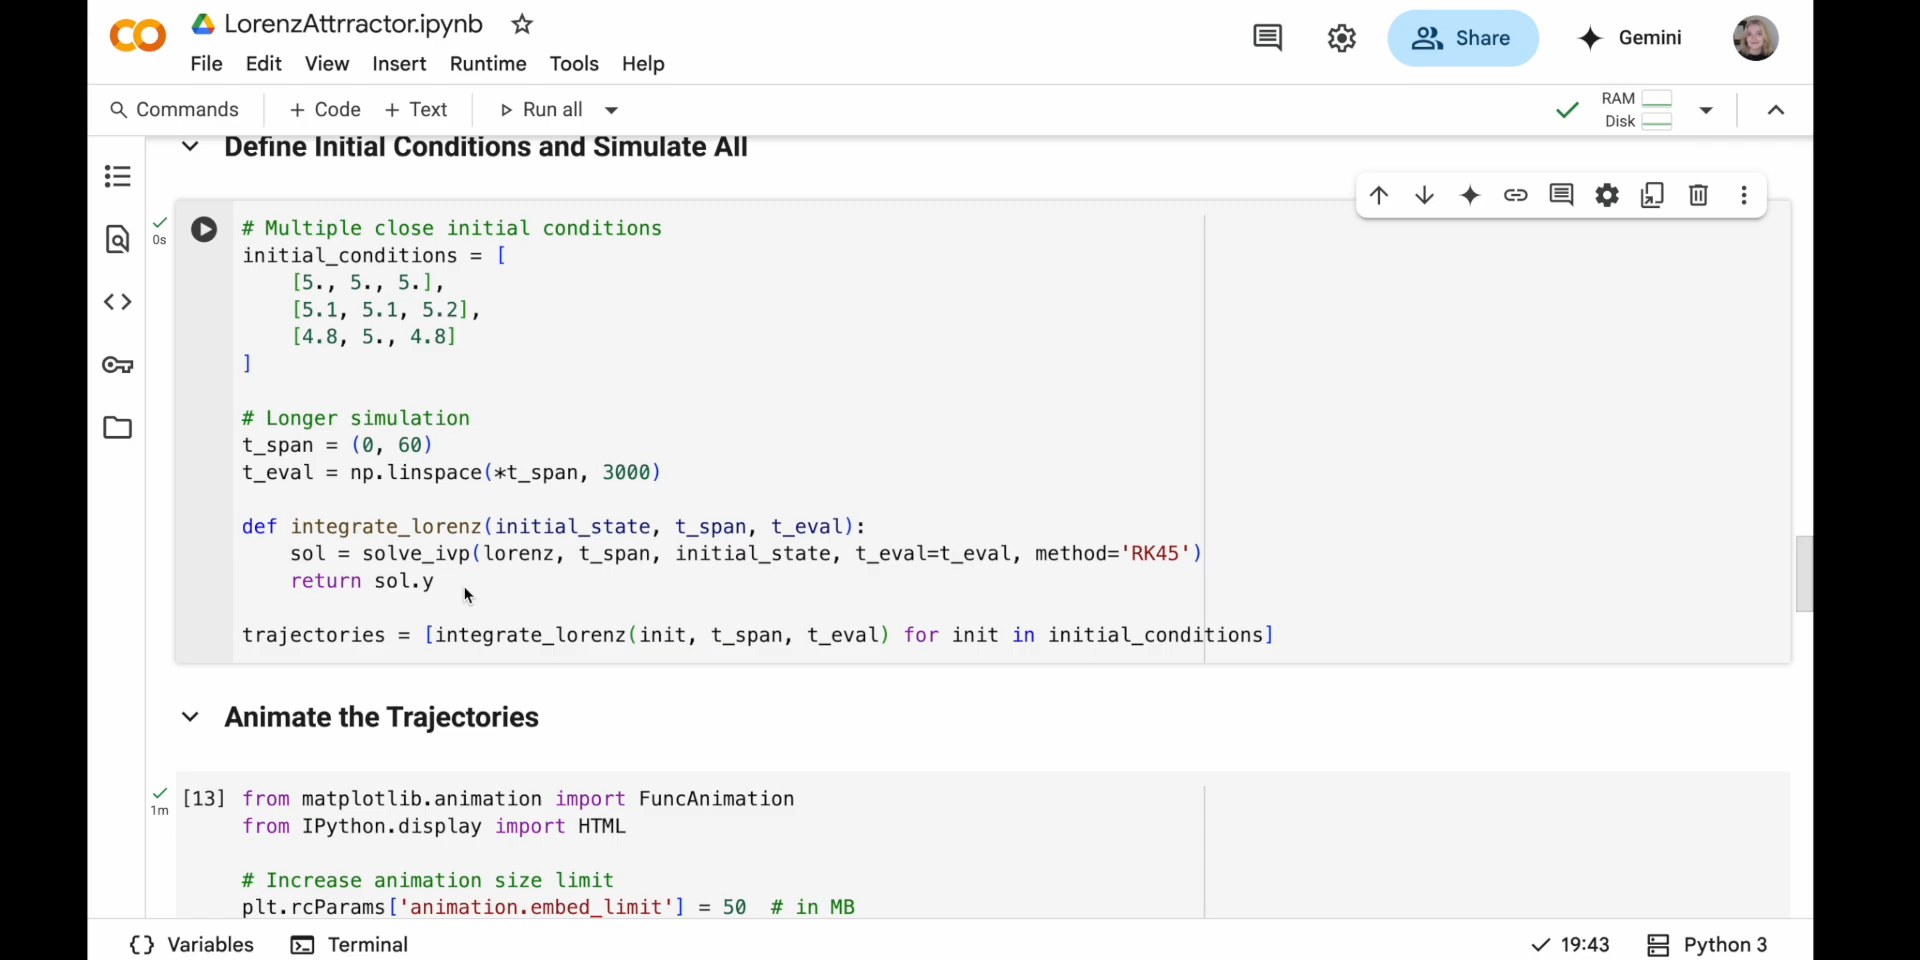 LorenzAttrractor.ipynb
File Edit View Insert Runtime Tools Help
Share
Gemini
Commands
+ Code + Text
Run all
RAM
Disk
Define Initial Conditions and Simulate All
0s
# Multiple close initial conditions
initial_conditions = [
    [5., 5., 5.],
    [5.1, 5.1, 5.2],
    [4.8, 5., 4.8]
]
# Longer simulation
t_span = (0, 60)
t_eval = np.linspace(*t_span, 3000)
def integrate_lorenz(initial_state, t_span, t_eval):
    sol = solve_ivp(lorenz, t_span, initial_state, t_eval=t_eval, method='RK45')
    return sol.y
trajectories = [integrate_lorenz(init, t_span, t_eval) for init in initial_conditions]
Animate the Trajectories
1m
[13] from matplotlib.animation import FuncAnimation
from IPython.display import HTML
# Increase animation size limit
plt.rcParams['animation.embed_limit'] = 50  # in MB
{} Variables
Terminal
19:43
Python 3